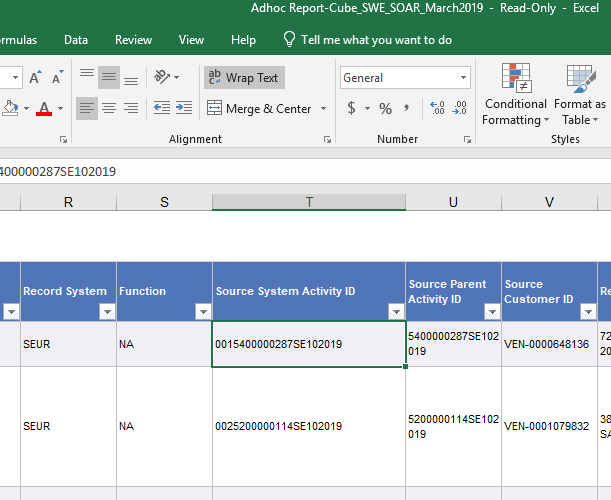 Adhoc Report-Cube_SWE_SOAR_March2019 - Read-Only - Excel
Data Review View Help Tell me what you want to do
A A ab Wrap Text General
A Merge & Center $ % , .0 .00 Conditional Formatting Format as Table
Alignment Number Styles
400000287SE102019
R S T U V
Record System Function Source System Activity ID Source Parent Activity ID Source Customer ID
SEUR NA 0015400000287SE102019 5400000287SE102019 VEN-0000648136 72
20
SEUR NA 0025200000114SE102019 5200000114SE102019 VEN-0001079832 38
SA